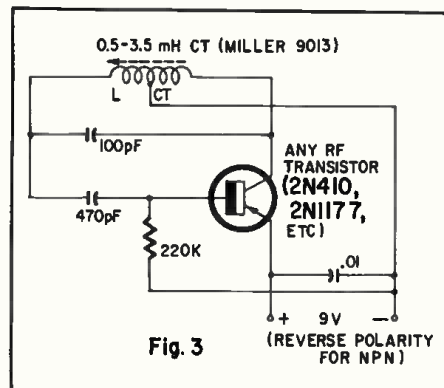 0.5-3.5 mH CT (MILLER 9013)
L
CT
100pF
ANY RF
TRANSISTOR
(2N410,
2N1177,
ETC)
470pF
220K
.01
+ 9V −
(REVERSE POLARITY
FOR NPN)
Fig. 3